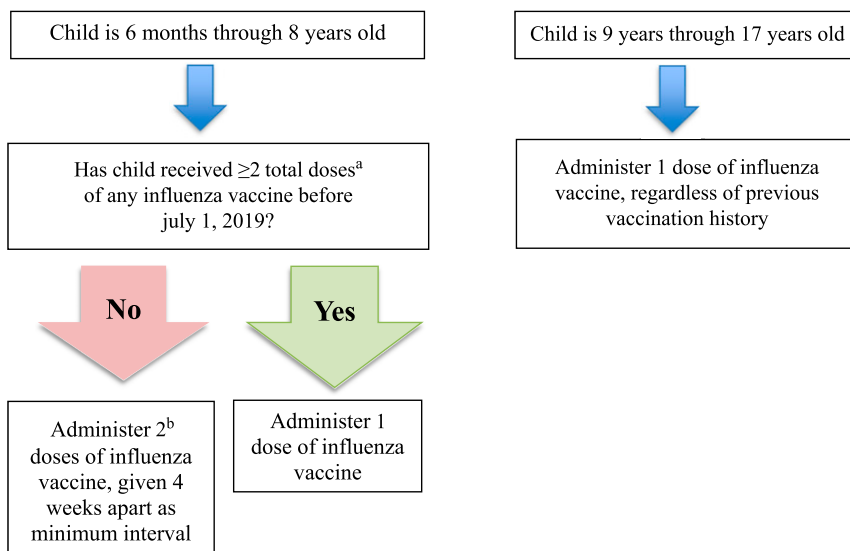 Child is 6 months through 8 years old
Child is 9 years through 17 years old
Has child received ≥2 total dosesᵃ
of any influenza vaccine before
july 1, 2019?
Administer 1 dose of influenza
vaccine, regardless of previous
vaccination history
No
Yes
Administer 2ᵇ
doses of influenza
vaccine, given 4
weeks apart as
minimum interval
Administer 1
dose of influenza
vaccine